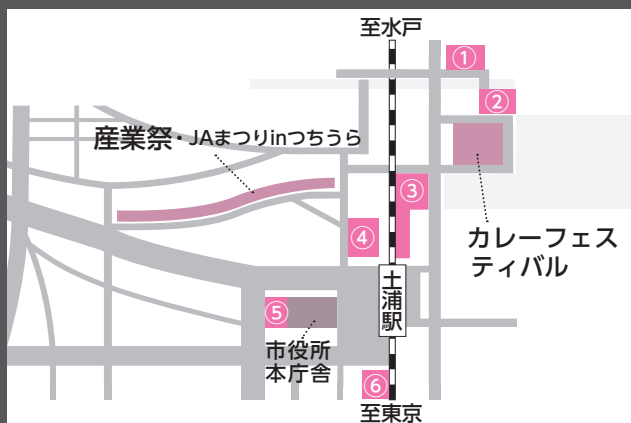 至水戸
①
②
産業祭・JAまつりinつちうら
③
④
カレーフェス
ティバル
土浦駅
⑤
市役所
本庁舎
⑥
至東京